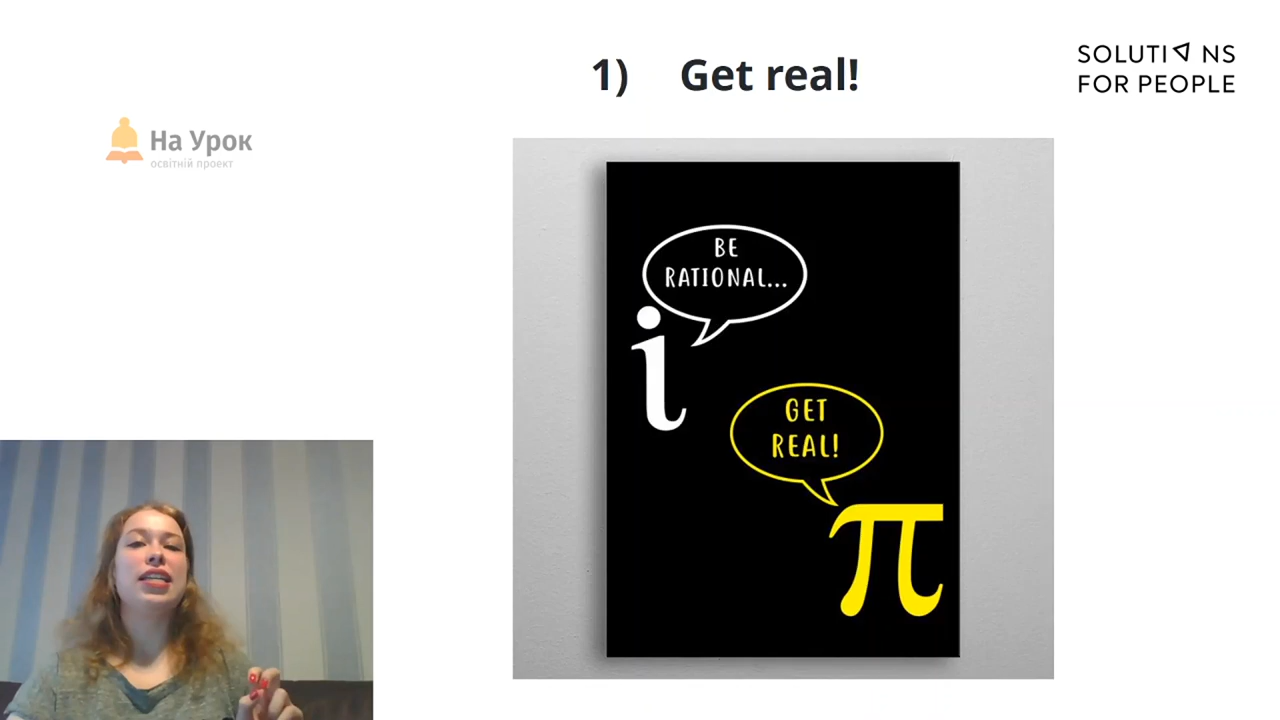 1) Get real!
SOLUTI NS
FOR PEOPLE
На Урок
освітній проект
BE
RATIONAL...
i
GET
REAL!
π